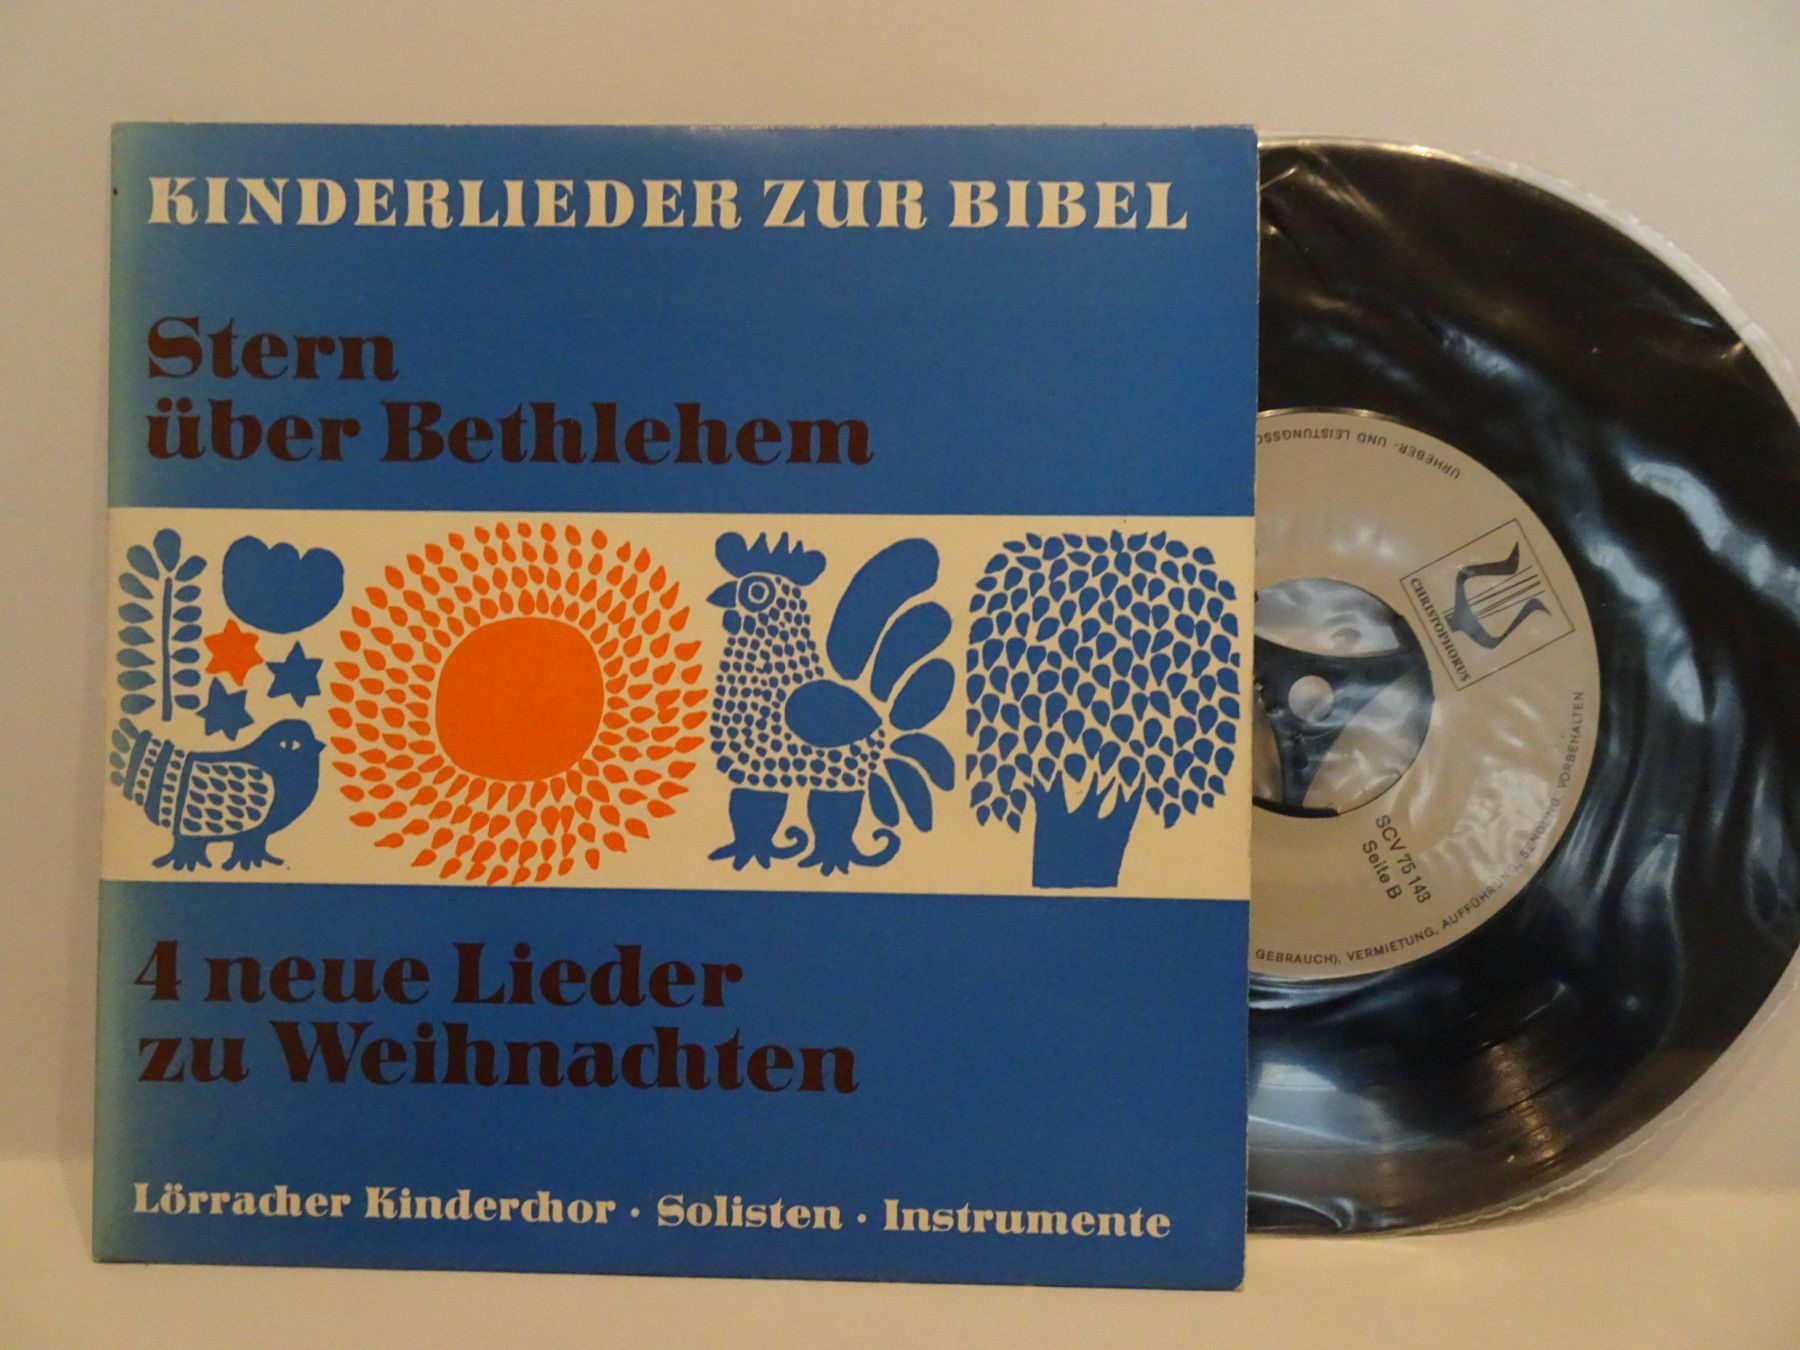 KINDERLIEDER ZUR BIBEL
Stern
über Bethlehem
4 neue Lieder
zu Weihnachten
Lörracher Kinderchor · Solisten · Instrumente
URHEBER- UND
CHRISTOPHORUS
SCV 75 143
Seite B
GEBRAUCH), VERMIETUNG, AUFFÜHRUNG, SENDUNG, VORBEHALTEN